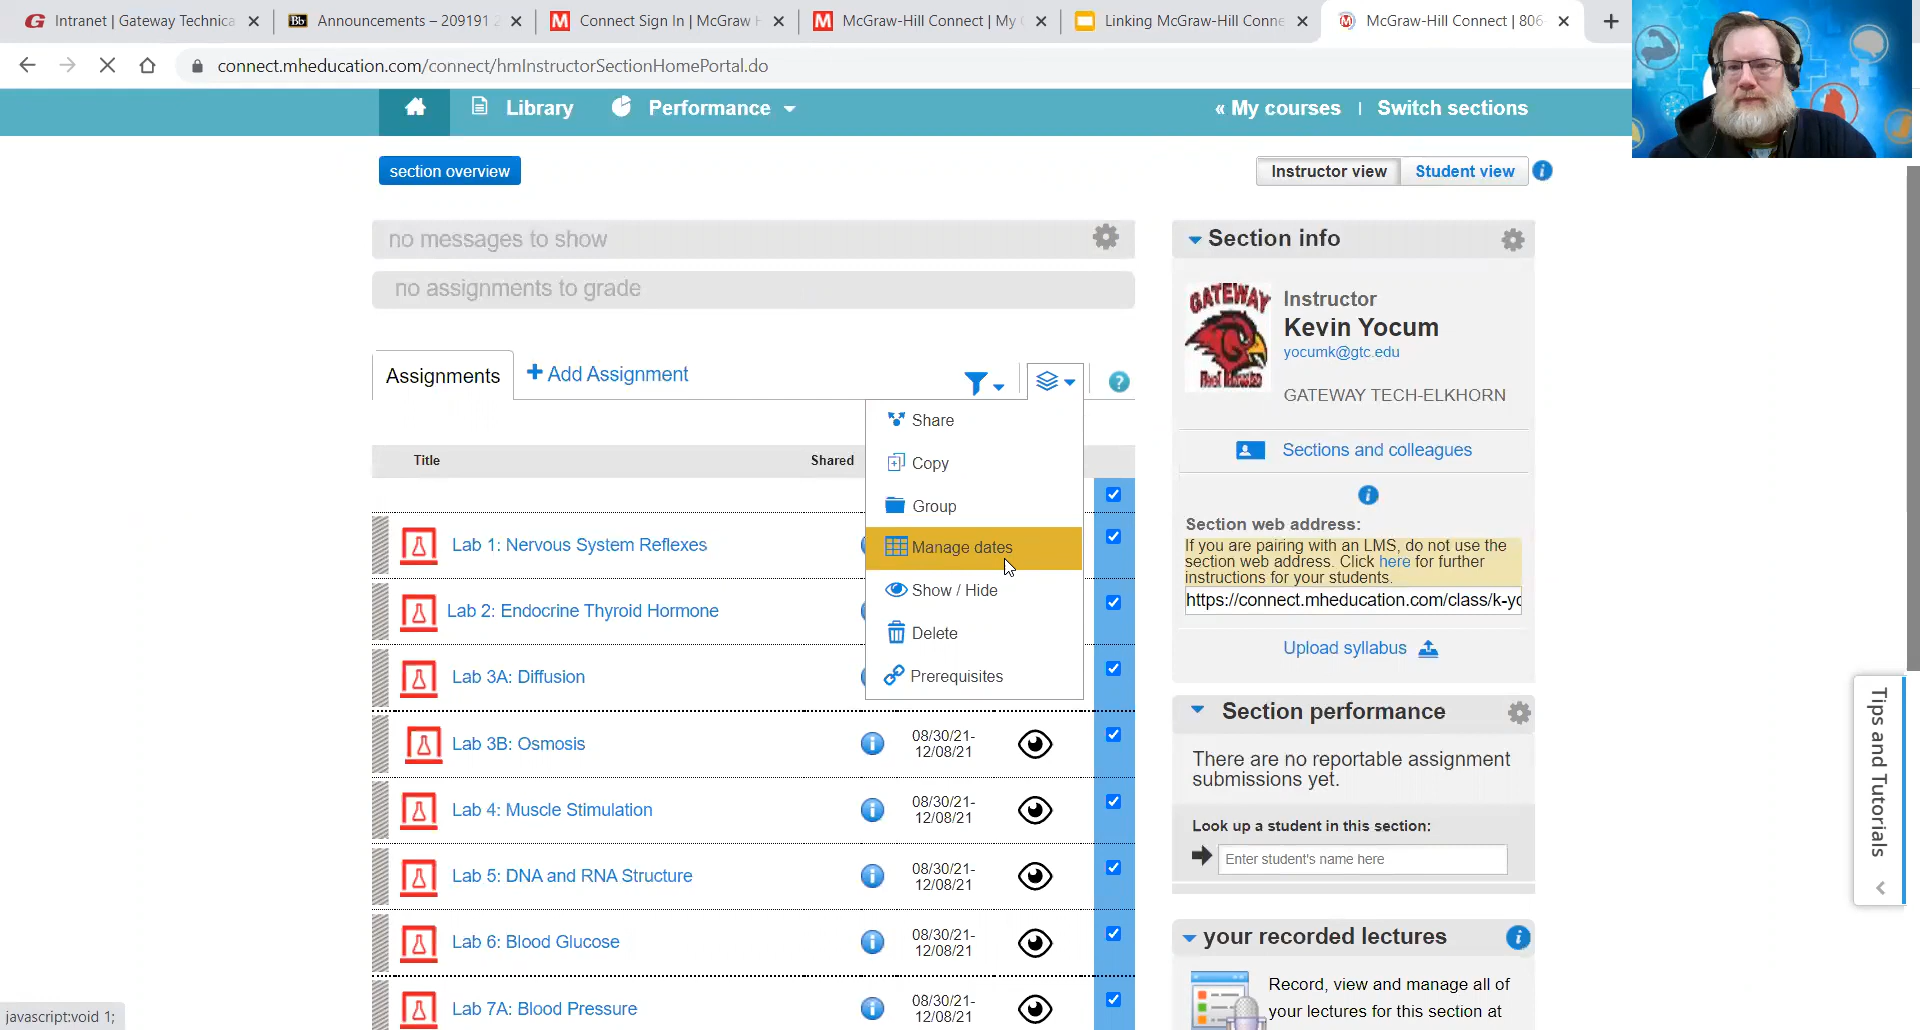 Intranet | Gateway Technica
Announcements – 209191 2
Connect Sign In | McGraw H
McGraw-Hill Connect | My C
Linking McGraw-Hill Conne
McGraw-Hill Connect | 806-
connect.mheducation.com/connect/hmInstructorSectionHomePortal.do
Library
Performance
« My courses | Switch sections
section overview
Instructor view
Student view
no messages to show
no assignments to grade
Assignments
+ Add Assignment
Title
Shared
Share
Copy
Group
Manage dates
Show / Hide
Delete
Prerequisites
Lab 1: Nervous System Reflexes
Lab 2: Endocrine Thyroid Hormone
Lab 3A: Diffusion
Lab 3B: Osmosis
08/30/21-
12/08/21
Lab 4: Muscle Stimulation
08/30/21-
12/08/21
Lab 5: DNA and RNA Structure
08/30/21-
12/08/21
Lab 6: Blood Glucose
08/30/21-
12/08/21
Lab 7A: Blood Pressure
08/30/21-
12/08/21
Section info
GATEWAY
Instructor
Kevin Yocum
yocumk@gtc.edu
GATEWAY TECH-ELKHORN
Sections and colleagues
Section web address:
If you are pairing with an LMS, do not use the
section web address. Click here for further
instructions for your students.
https://connect.mheducation.com/class/k-yo
Upload syllabus
Section performance
There are no reportable assignment
submissions yet.
Look up a student in this section:
Enter student's name here
your recorded lectures
Record, view and manage all of
your lectures for this section at
Tips and Tutorials
javascript:void 1;